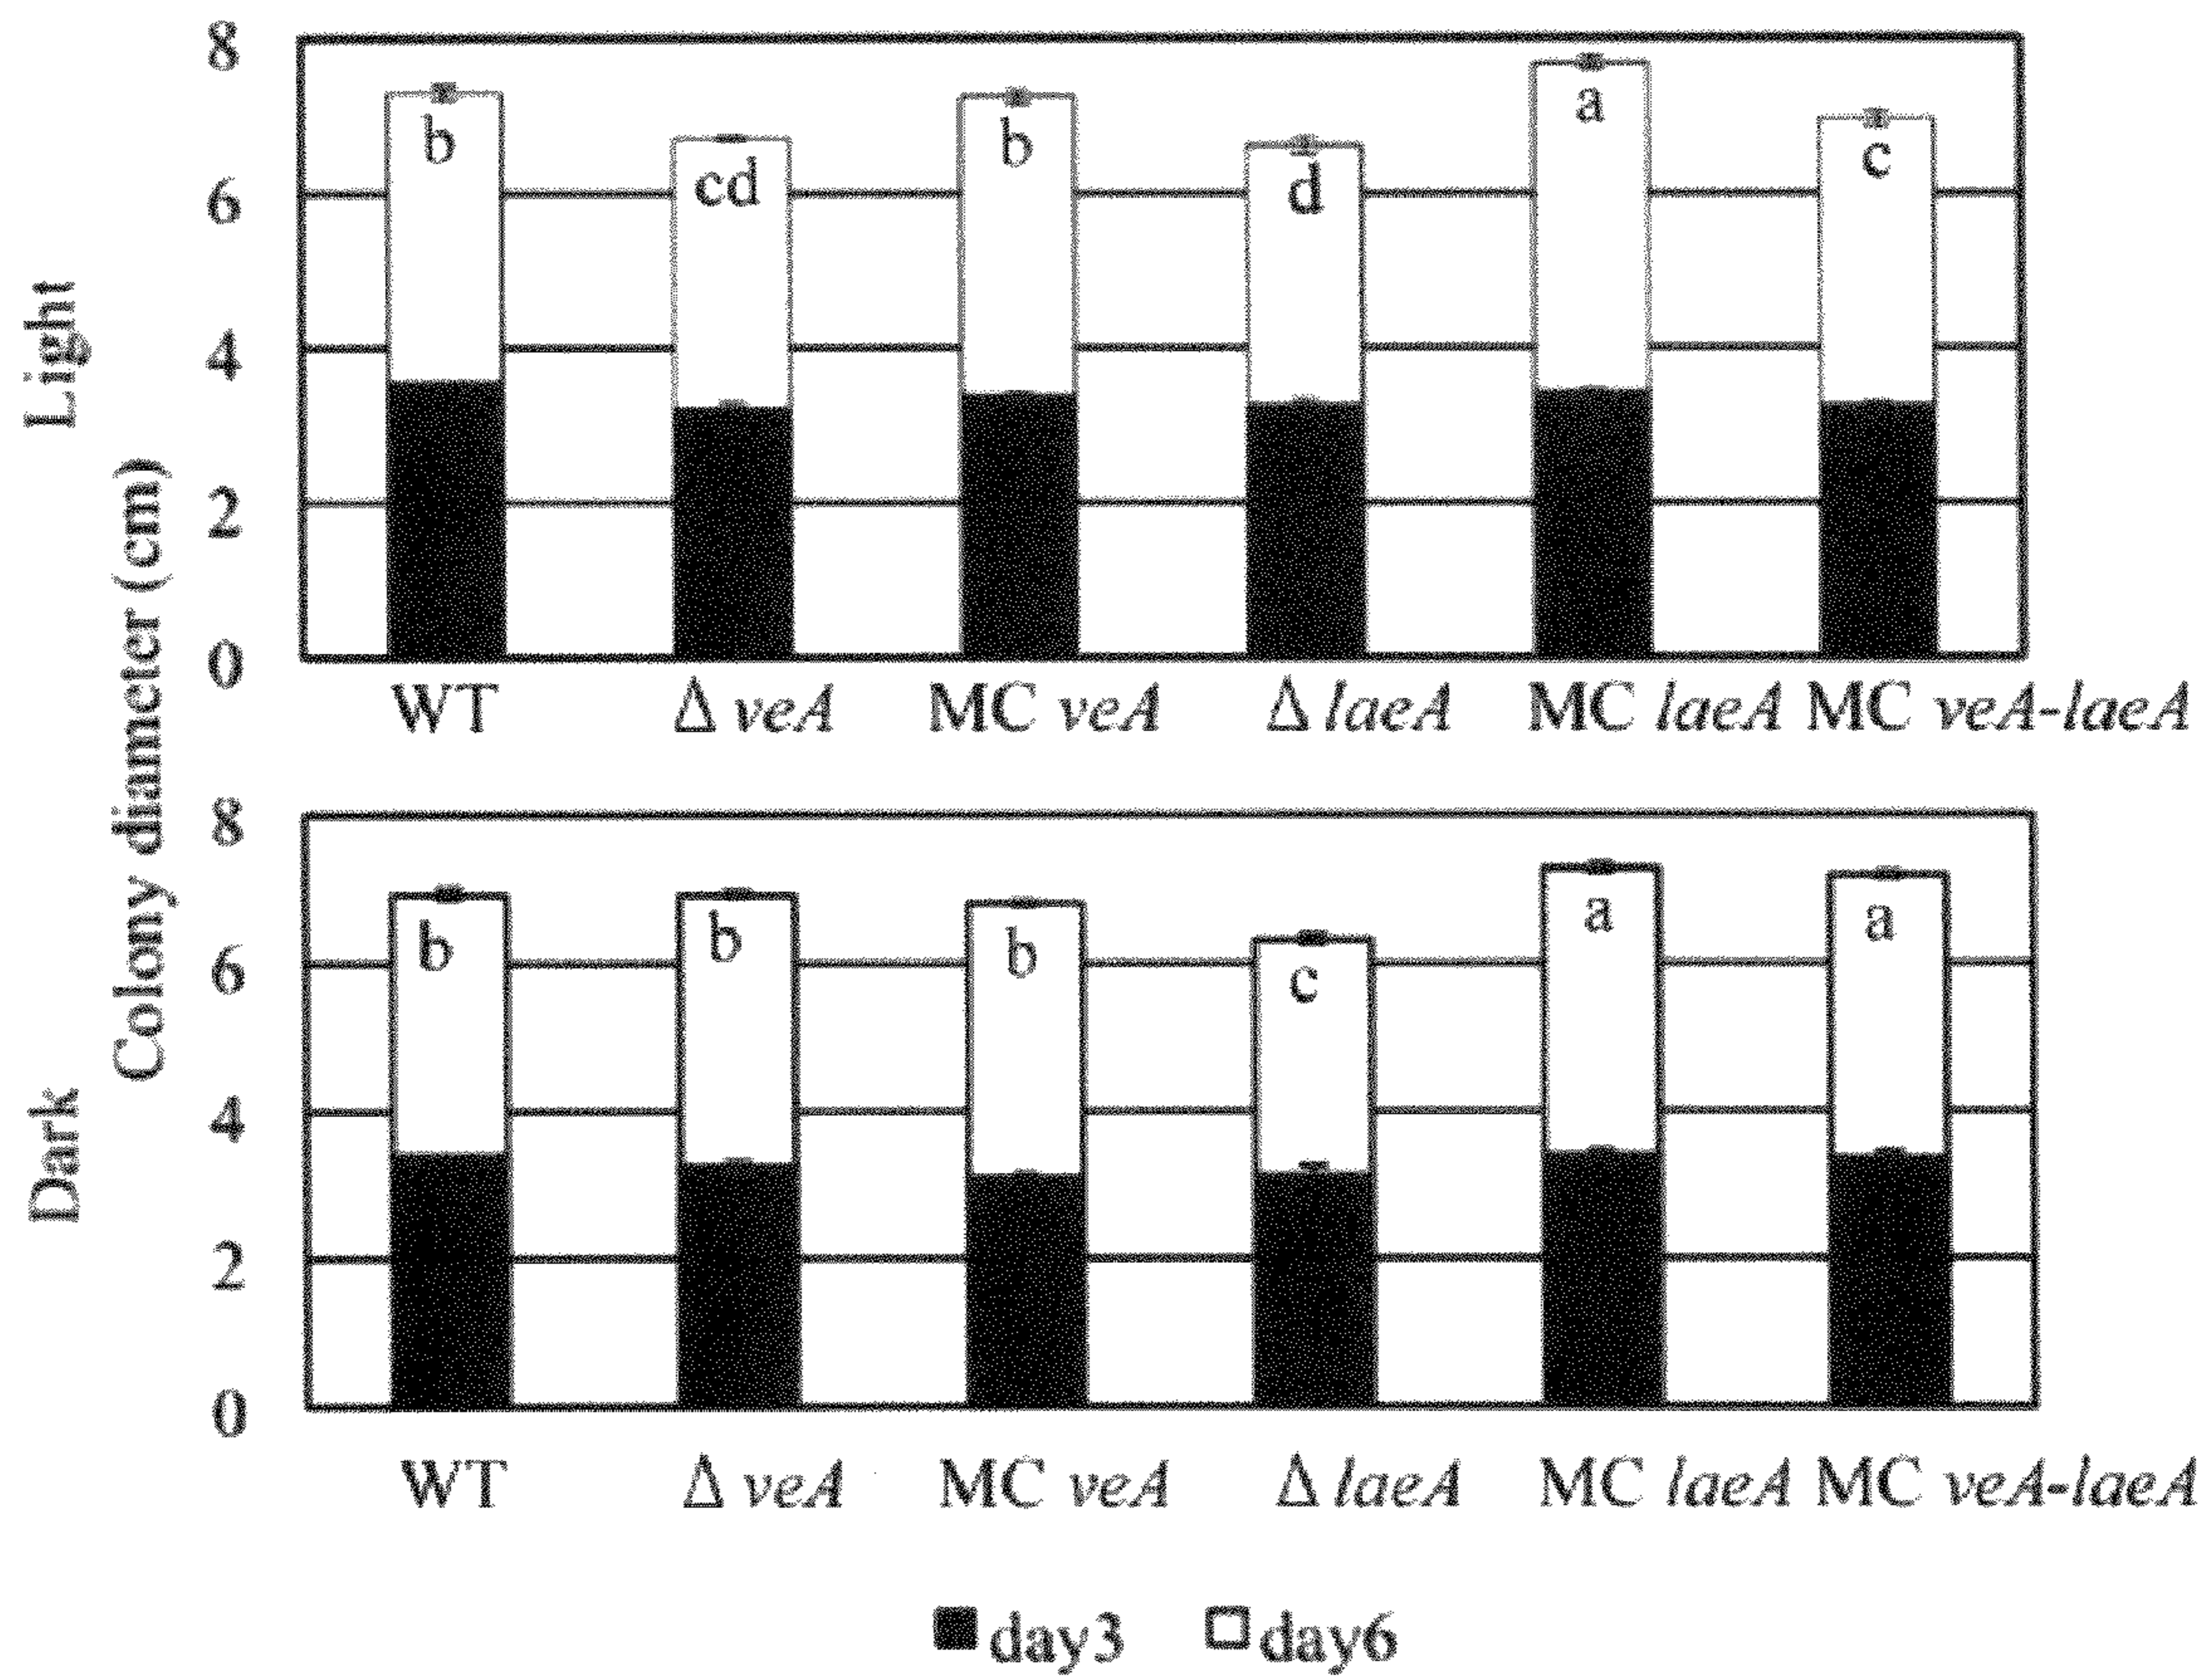 Light
Dark
Colony diameter (cm)
8
6
4
2
0
b
cd
b
d
a
c
WT Δ veA MC veA Δ laeA MC laeA MC veA-laeA
8
6
4
2
0
b
b
b
c
a
a
WT Δ veA MC veA Δ laeA MC laeA MC veA-laeA
day3 day6